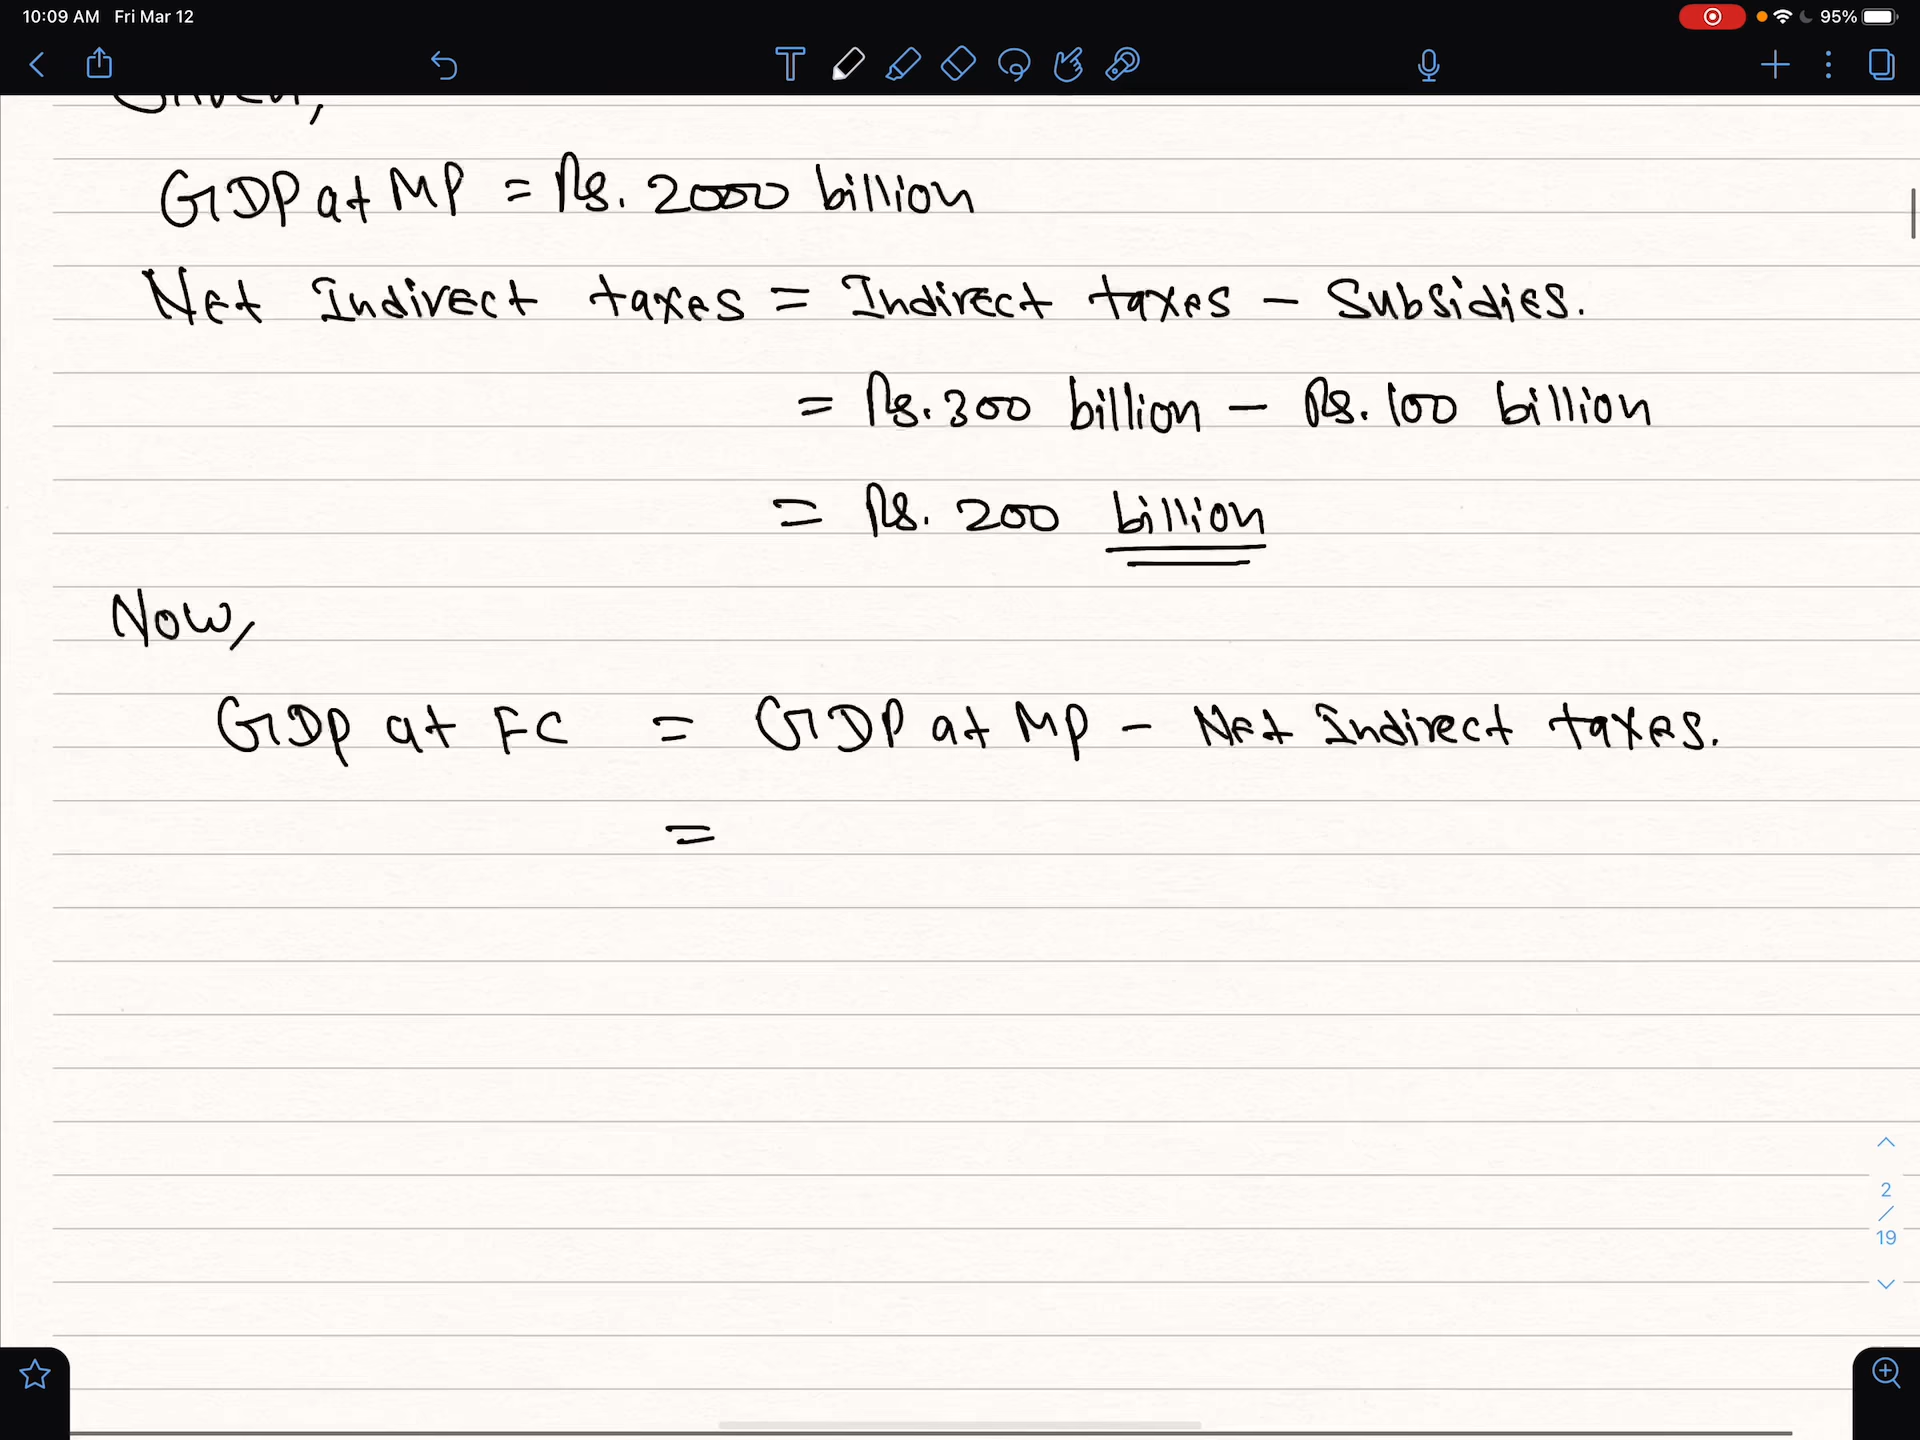 10:09 AM Fri Mar 12
95%
Given,
GDP at MP = Rs. 2000 billion
Net Indirect taxes = Indirect taxes - Subsidies.
= Rs. 300 billion - Rs. 100 billion
= Rs. 200 billion
Now,
GDP at FC = GDP at MP - Net Indirect taxes.
=
2
/
19